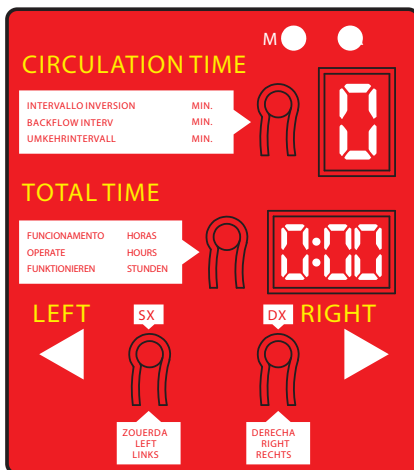 M
CIRCULATION TIME
INTERVALLO INVERSION MIN.
BACKFLOW INTERV MIN.
UMKEHRINTERVALL MIN.
0
TOTAL TIME
FUNCIONAMENTO HORAS
OPERATE HOURS
FUNKTIONIEREN STUNDEN
0:00
LEFT SX DX RIGHT
ZOUERDA
LEFT
LINKS
DERECHA
RIGHT
RECHTS